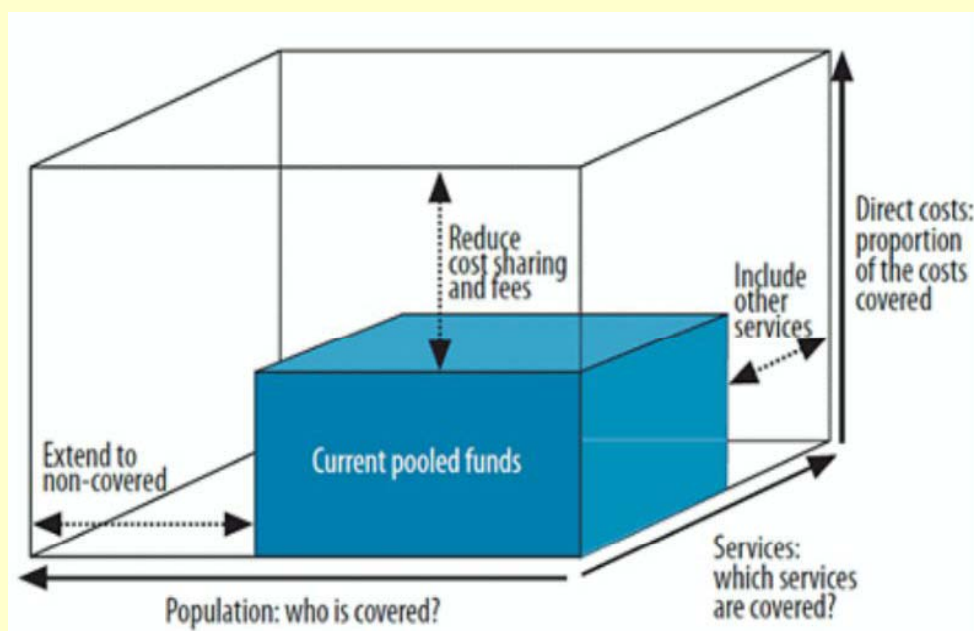 Reduce
cost sharing
and fees
Include
other
services
Direct costs:
proportion
of the costs
covered
Extend to
non-covered
Current pooled funds
Services:
which services
are covered?
Population: who is covered?